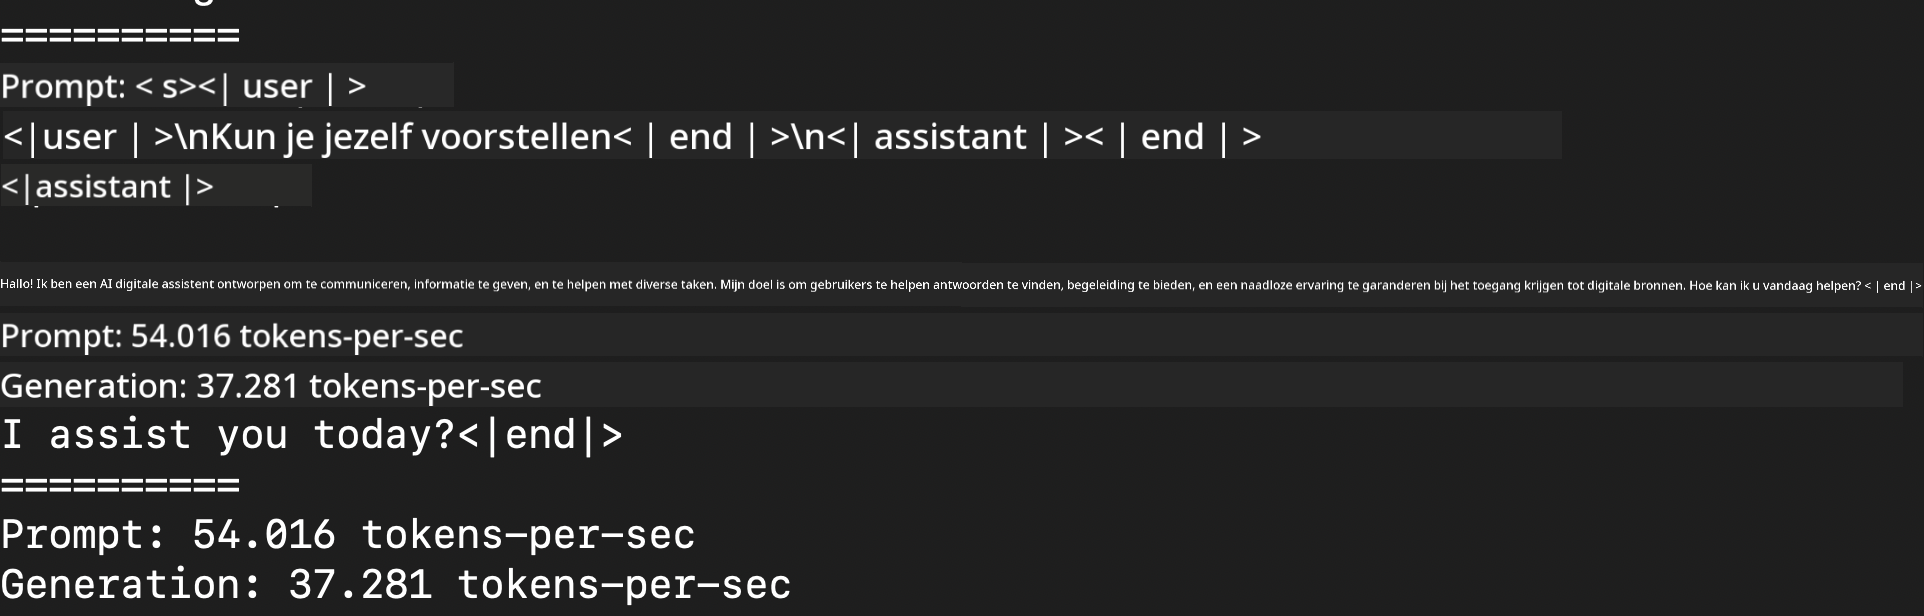 ==========
Prompt: < s><| user | >
<|user | >\nKun je jezelf voorstellen< | end | >\n<| assistant | >< | end | >
<|assistant |>
Hallo! Ik ben een AI digitale assistent ontworpen om te communiceren, informatie te geven, en te helpen met diverse taken. Mijn doel is om gebruikers te helpen antwoorden te vinden, begeleiding te bieden, en een naadloze ervaring te garanderen bij het toegang krijgen tot digitale bronnen. Hoe kan ik u vandaag helpen? < | end |>
Prompt: 54.016 tokens-per-sec
Generation: 37.281 tokens-per-sec
I assist you today?<|end|>
==========
Prompt: 54.016 tokens-per-sec
Generation: 37.281 tokens-per-sec